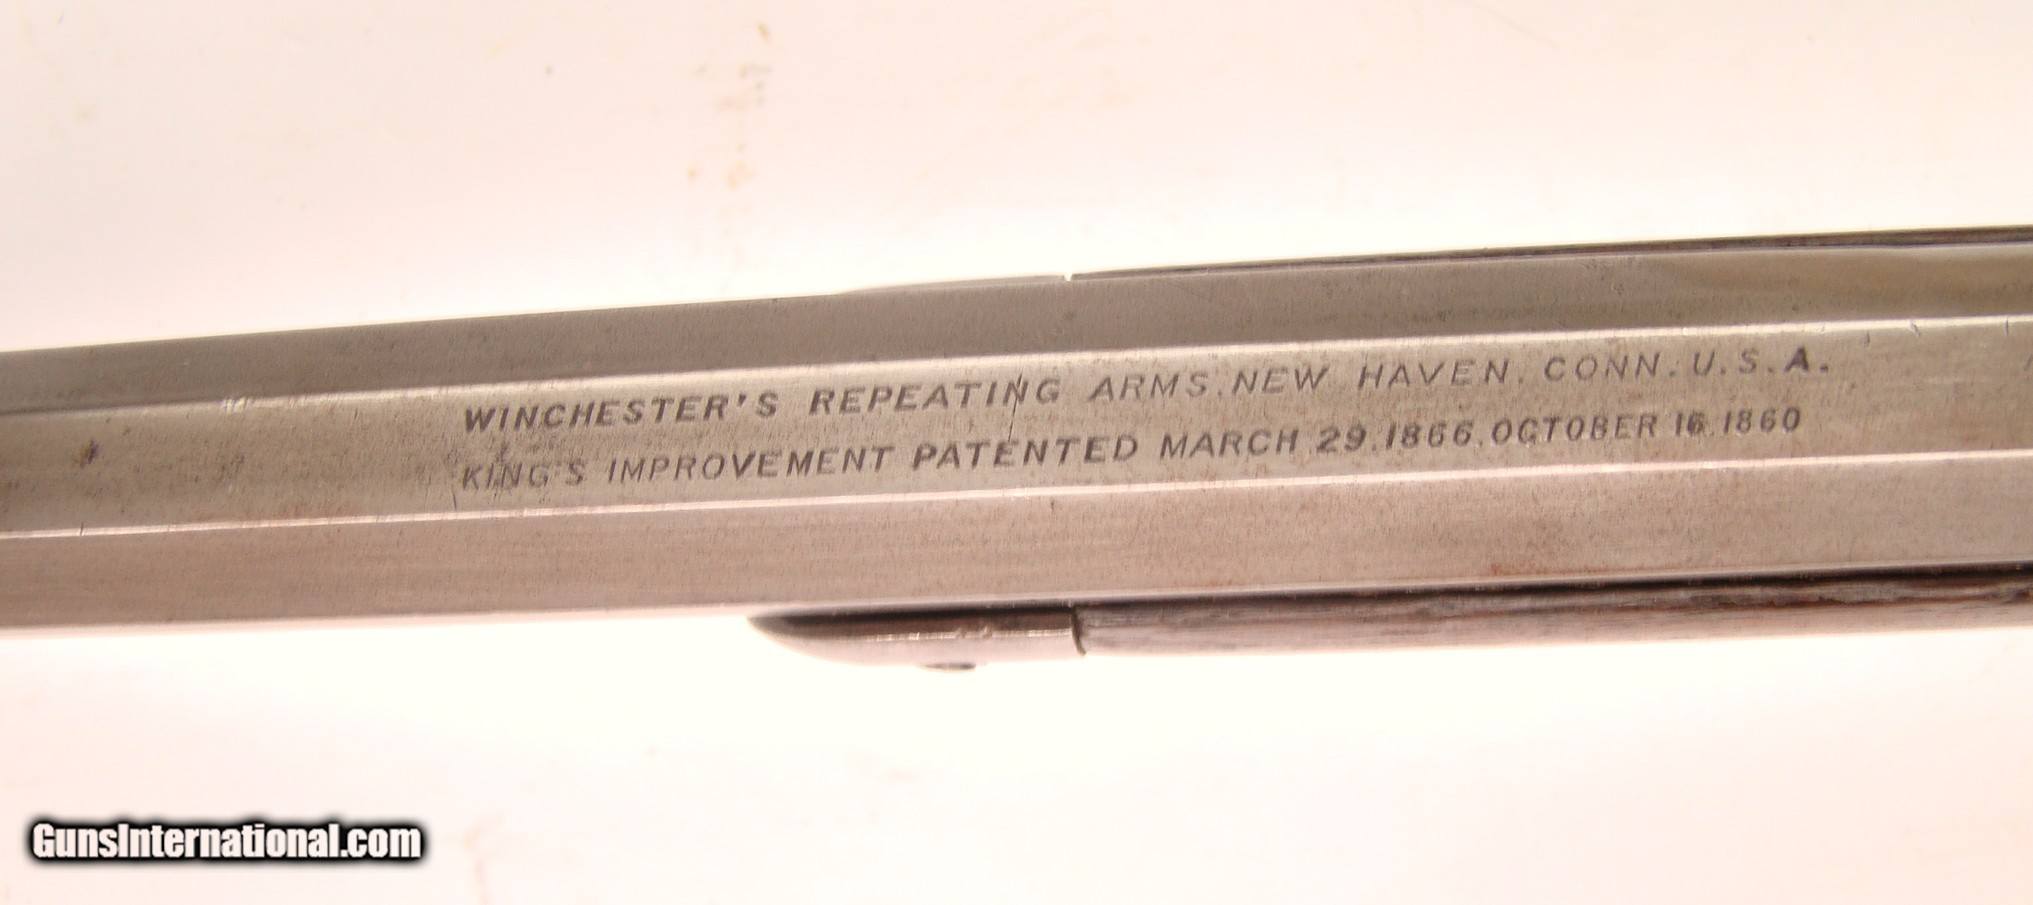 WINCHESTER'S REPEATING ARMS. NEW HAVEN. CONN. U.S.A.
KING'S IMPROVEMENT PATENTED MARCH 29. 1866. OCTOBER 16. 1860
GunsInternational.com